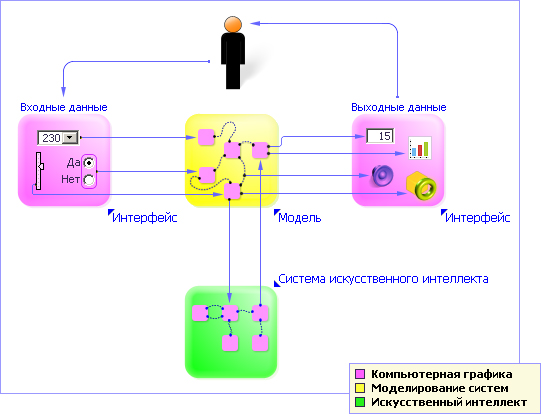 Входные данные
Выходные данные
230
Да
Нет
15
Интерфейс
Модель
Интерфейс
Система искусственного интеллекта
Компьютерная графика
Моделирование систем
Искусственный интеллект